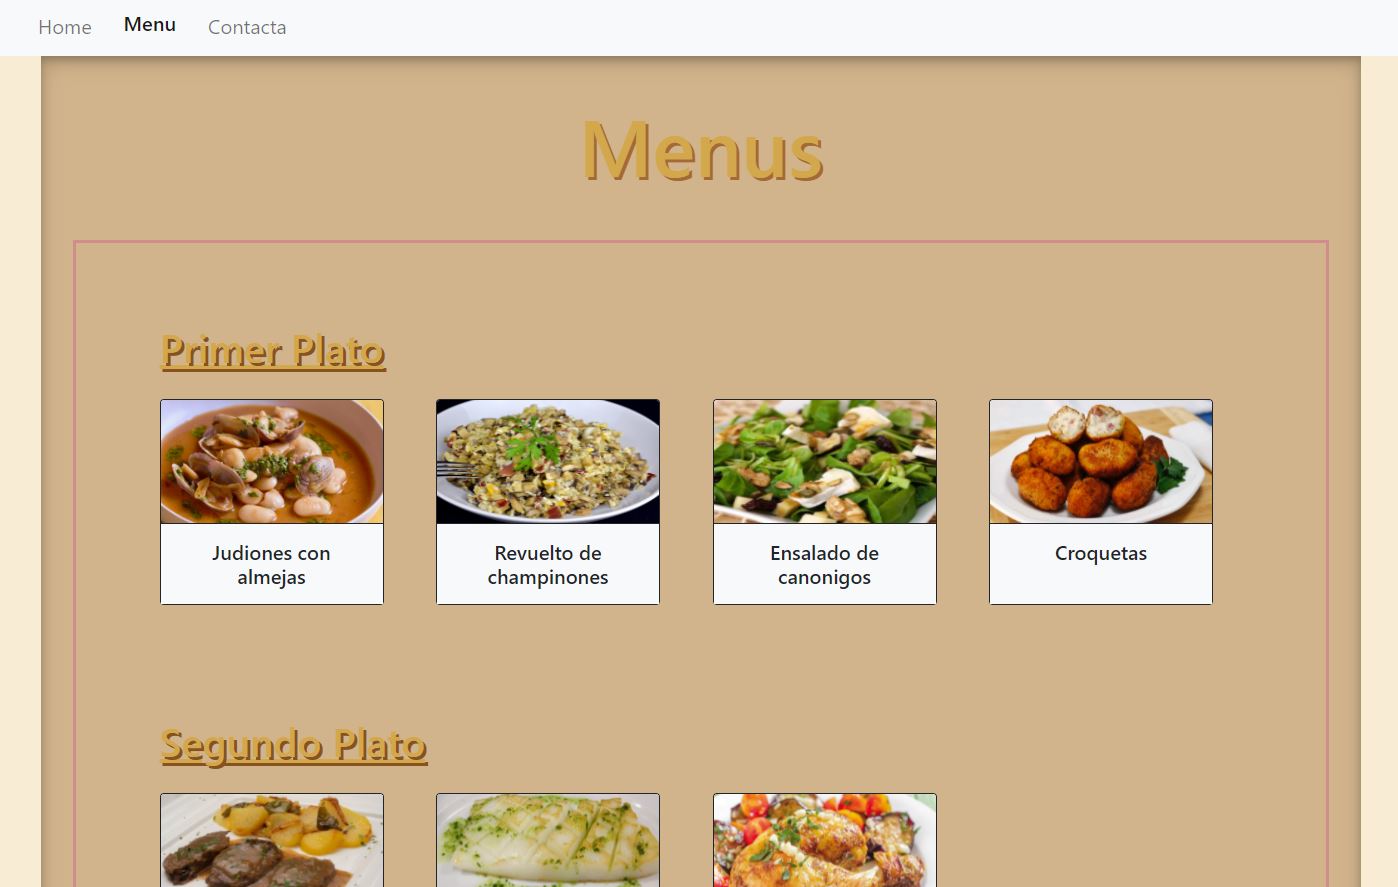 Home Menu Contacta
Menus
Primer Plato
Judiones con
almejas
Revuelto de
champinones
Ensalado de
canonigos
Croquetas
Segundo Plato